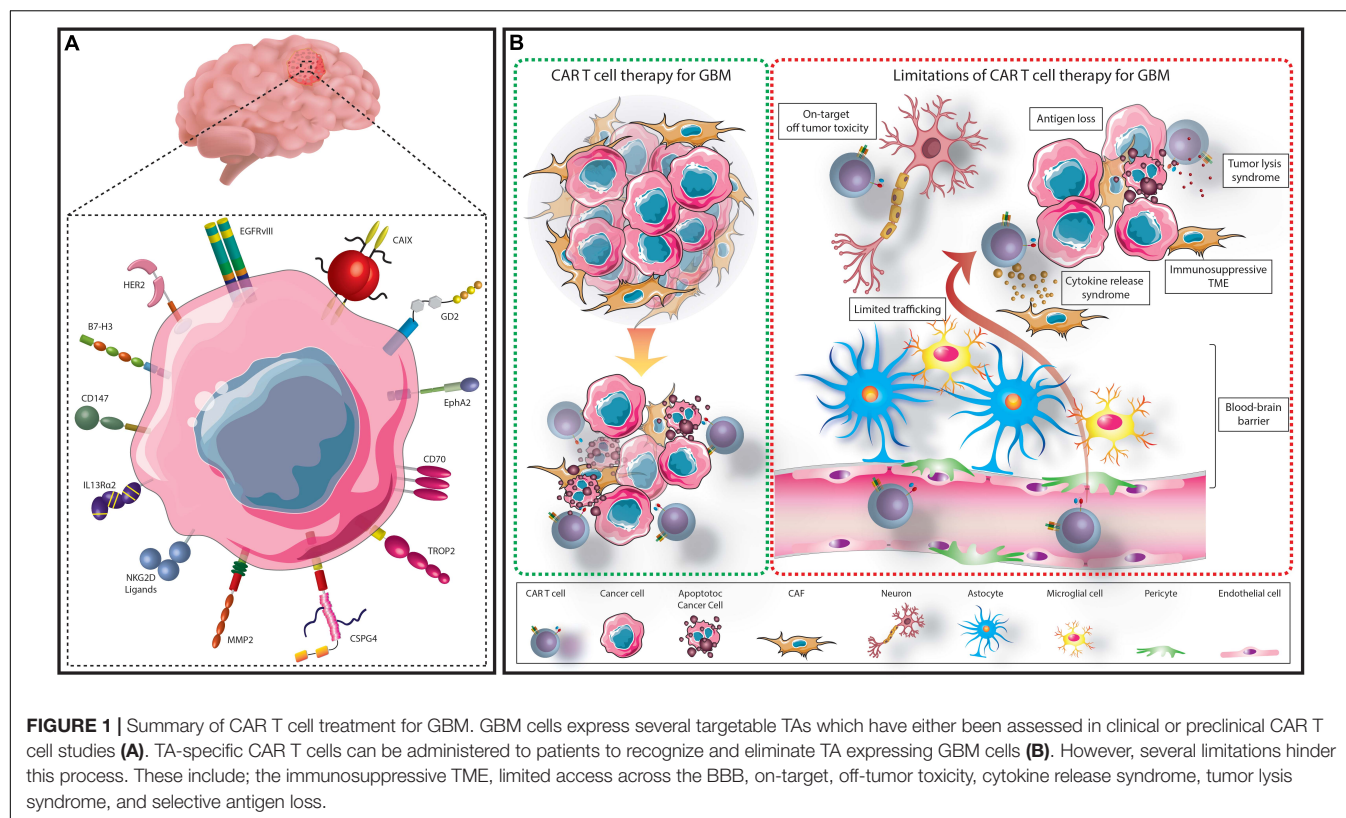 A
EGFRvIII
CAIX
HER2
GD2
B7-H3
EphA2
CD147
CD70
IL13Rα2
TROP2
NKG2D
Ligands
MMP2
CSPG4
B
CAR T cell therapy for GBM
Limitations of CAR T cell therapy for GBM
On-target
off tumor toxicity
Antigen loss
Tumor lysis
syndrome
Cytokine release
syndrome
Immunosuppressive
TME
Limited trafficking
Blood-brain
barrier
CAR T cell
Cancer cell
Apoptotoc
Cancer Cell
CAF
Neuron
Astocyte
Microglial cell
Pericyte
Endothelial cell
FIGURE 1 | Summary of CAR T cell treatment for GBM. GBM cells express several targetable TAs which have either been assessed in clinical or preclinical CAR T
cell studies (A). TA-specific CAR T cells can be administered to patients to recognize and eliminate TA expressing GBM cells (B). However, several limitations hinder
this process. These include; the immunosuppressive TME, limited access across the BBB, on-target, off-tumor toxicity, cytokine release syndrome, tumor lysis
syndrome, and selective antigen loss.